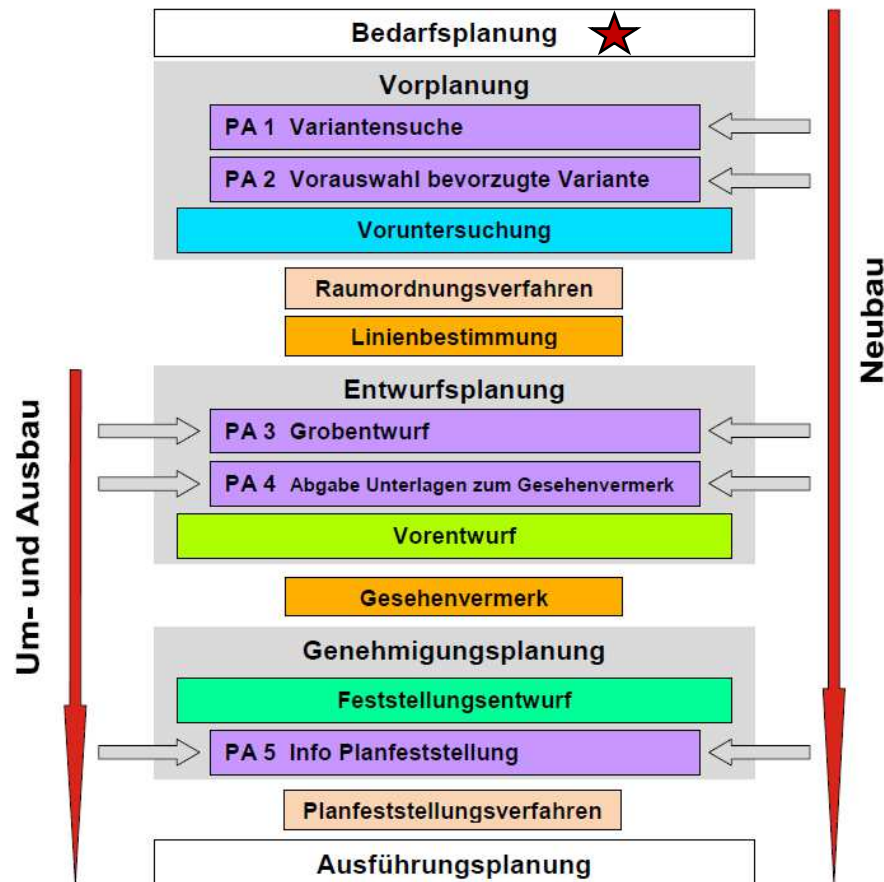 Bedarfsplanung
Vorplanung
PA 1 Variantensuche
PA 2 Vorauswahl bevorzugte Variante
Voruntersuchung
Raumordnungsverfahren
Linienbestimmung
Entwurfsplanung
PA 3 Grobentwurf
PA 4 Abgabe Unterlagen zum Gesehenvermerk
Vorentwurf
Gesehenvermerk
Genehmigungsplanung
Feststellungsentwurf
PA 5 Info Planfeststellung
Planfeststellungsverfahren
Ausführungsplanung
Um- und Ausbau
Neubau